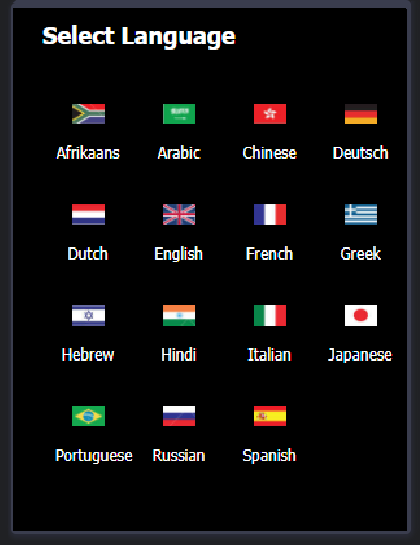 Select Language
Afrikaans Arabic Chinese Deutsch
Dutch English French Greek
Hebrew Hindi Italian Japanese
Portuguese Russian Spanish